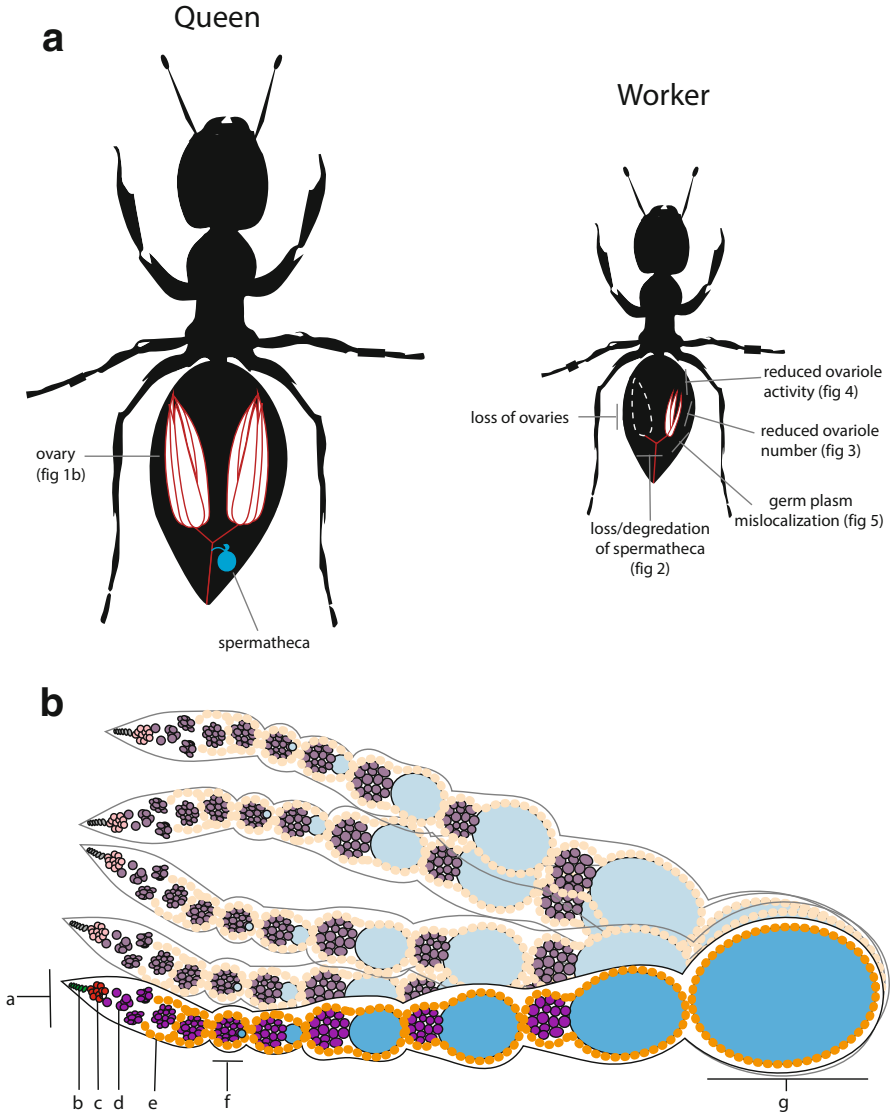 a
Queen
Worker
ovary
(fig 1b)
spermatheca
loss of ovaries
reduced ovariole
activity (fig 4)
reduced ovariole
number (fig 3)
germ plasm
mislocalization (fig 5)
loss/degredation
of spermatheca
(fig 2)
b
a
b
c
d
e
f
g